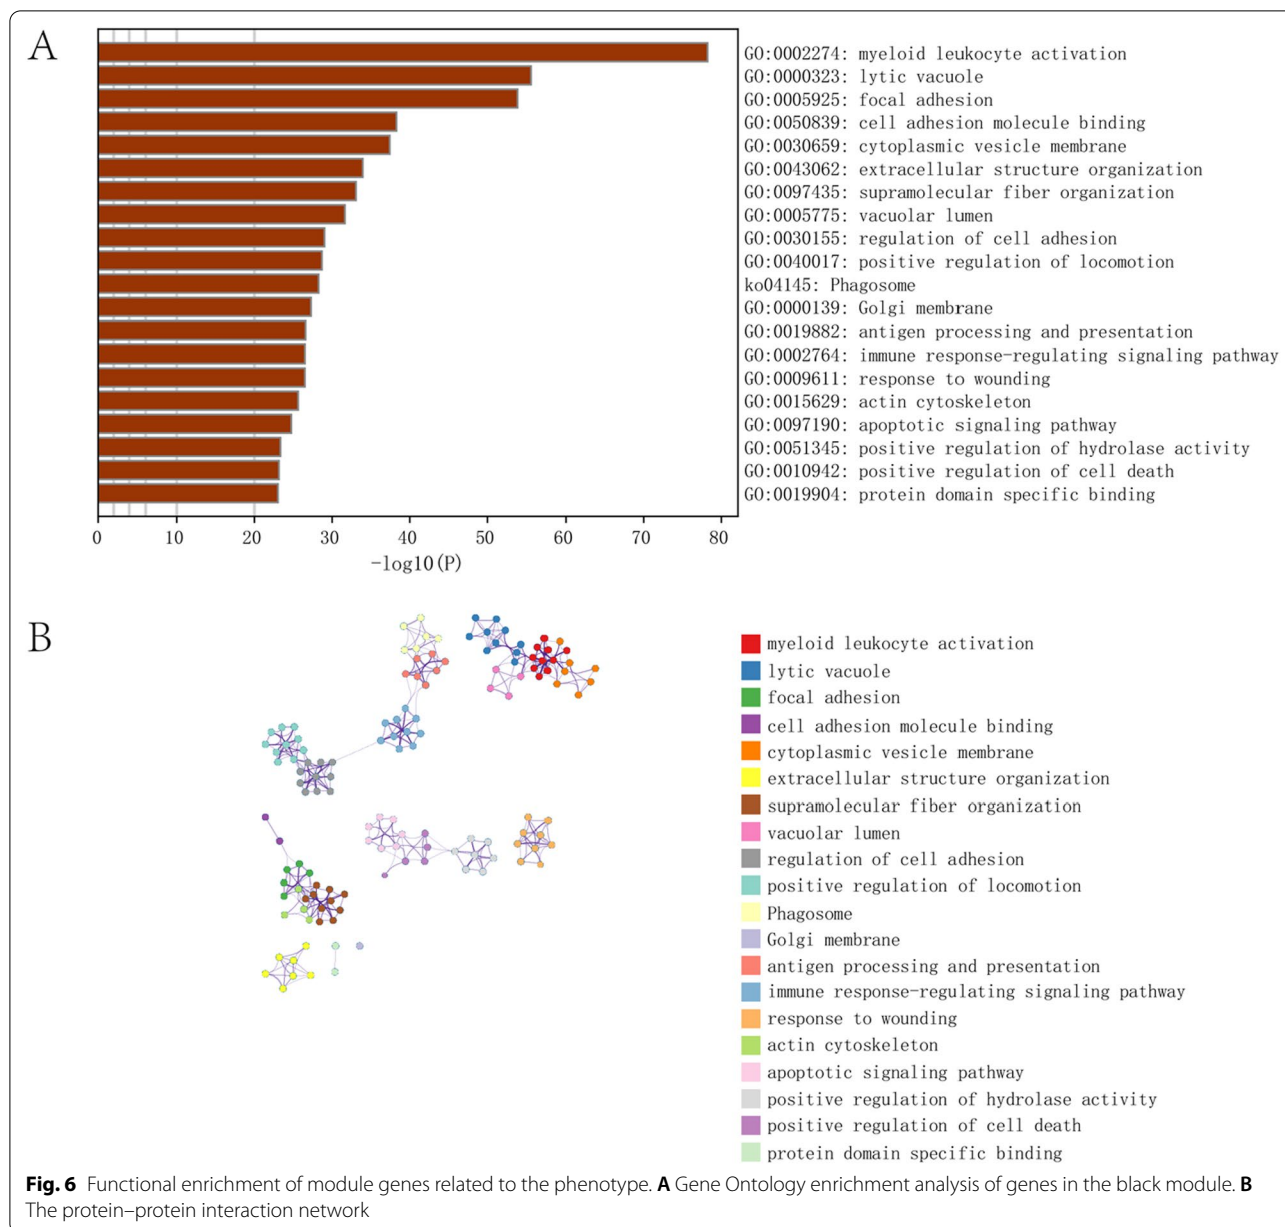 A
GO:0002274: myeloid leukocyte activation
GO:0000323: lytic vacuole
GO:0005925: focal adhesion
GO:0050839: cell adhesion molecule binding
GO:0030659: cytoplasmic vesicle membrane
GO:0043062: extracellular structure organization
GO:0097435: supramolecular fiber organization
GO:0005775: vacuolar lumen
GO:0030155: regulation of cell adhesion
GO:0040017: positive regulation of locomotion
ko04145: Phagosome
GO:0000139: Golgi membrane
GO:0019882: antigen processing and presentation
GO:0002764: immune response-regulating signaling pathway
GO:0009611: response to wounding
GO:0015629: actin cytoskeleton
GO:0097190: apoptotic signaling pathway
GO:0051345: positive regulation of hydrolase activity
GO:0010942: positive regulation of cell death
GO:0019904: protein domain specific binding
0 10 20 30 40 50 60 70 80
-log10(P)
B
myeloid leukocyte activation
lytic vacuole
focal adhesion
cell adhesion molecule binding
cytoplasmic vesicle membrane
extracellular structure organization
supramolecular fiber organization
vacuolar lumen
regulation of cell adhesion
positive regulation of locomotion
Phagosome
Golgi membrane
antigen processing and presentation
immune response-regulating signaling pathway
response to wounding
actin cytoskeleton
apoptotic signaling pathway
positive regulation of hydrolase activity
positive regulation of cell death
protein domain specific binding
Fig. 6 Functional enrichment of module genes related to the phenotype. A Gene Ontology enrichment analysis of genes in the black module. B
The protein–protein interaction network